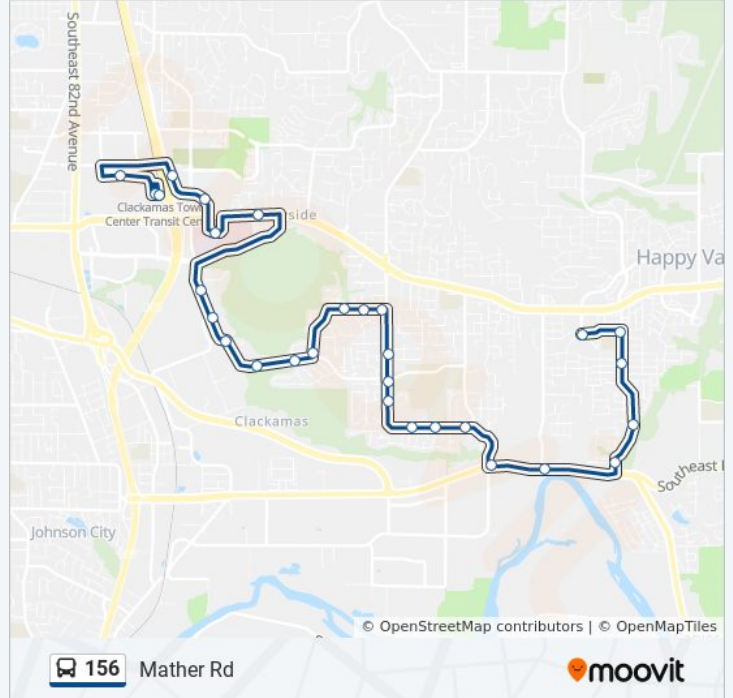 Southeast 82nd Avenue
Clackamas Tow
Center Transit Cen
side
Happy Va
Clackamas
Southeast
Johnson City
© OpenStreetMap contributors | © OpenMapTiles
156 Mather Rd
moovit